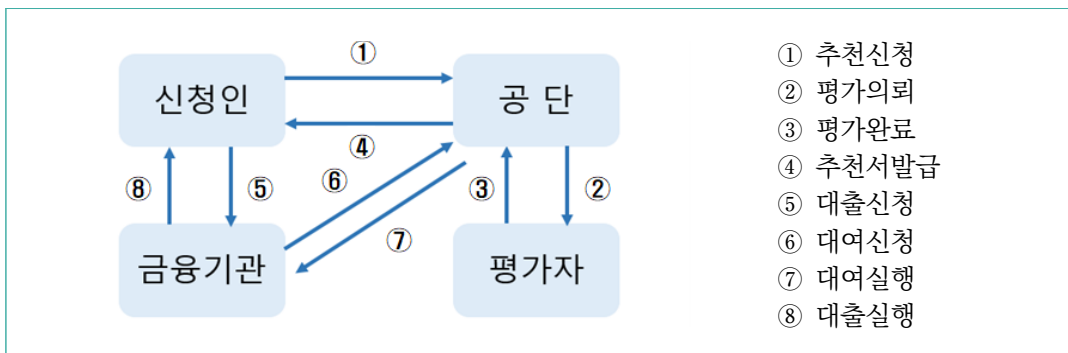 ①
신청인
공 단
④
⑧
⑤
⑥
③
②
⑦
금융기관
평가자
① 추천신청
② 평가의뢰
③ 평가완료
④ 추천서발급
⑤ 대출신청
⑥ 대여신청
⑦ 대여실행
⑧ 대출실행